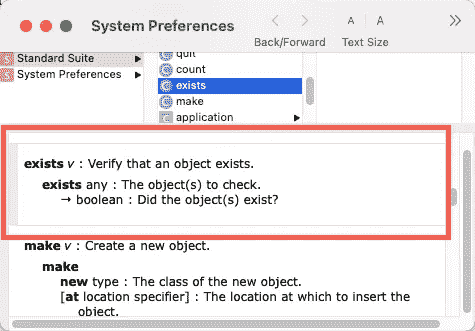 System Preferences
A A
Back/Forward Text Size
Standard Suite
System Preferences
quit
count
exists
make
application
exists v : Verify that an object exists.
exists any : The object(s) to check.
→ boolean : Did the object(s) exist?
make v : Create a new object.
make
new type : The class of the new object.
[at location specifier] : The location at which to insert the
object.